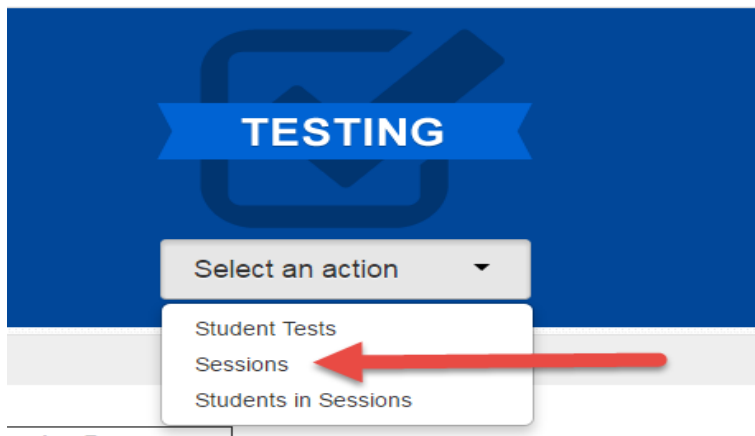 TESTING
Select an action
Student Tests
Sessions
Students in Sessions